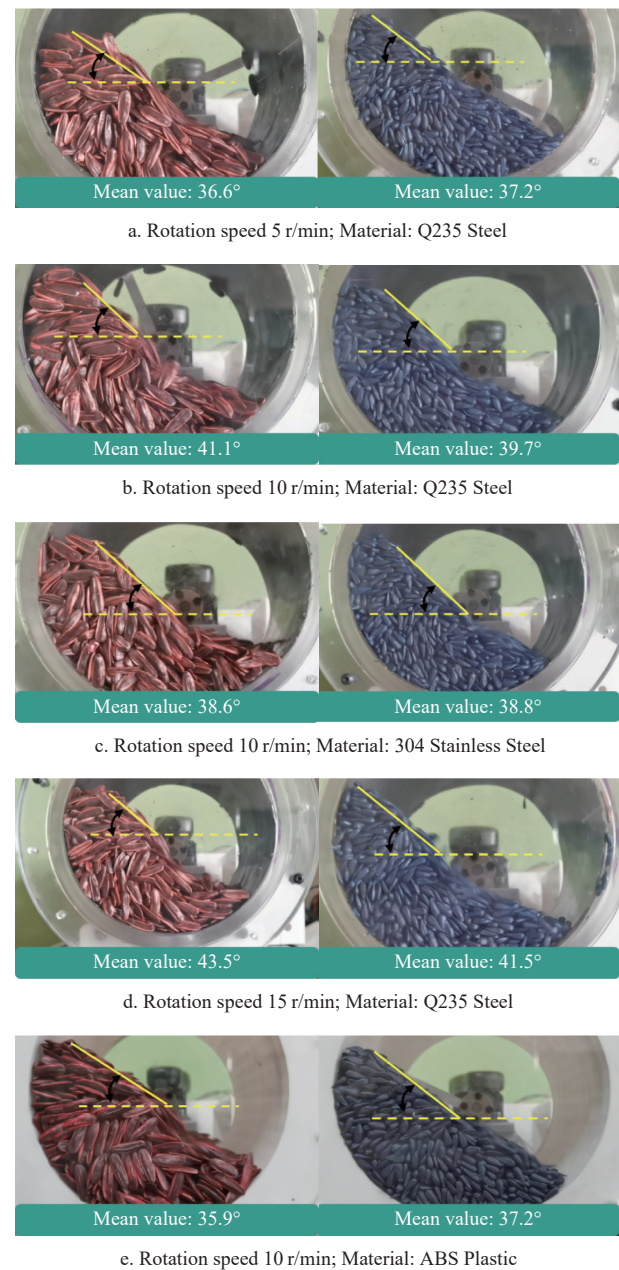 Mean value: 36.6° Mean value: 37.2°
a. Rotation speed 5 r/min; Material: Q235 Steel
Mean value: 41.1° Mean value: 39.7°
b. Rotation speed 10 r/min; Material: Q235 Steel
Mean value: 38.6° Mean value: 38.8°
c. Rotation speed 10 r/min; Material: 304 Stainless Steel
Mean value: 43.5° Mean value: 41.5°
d. Rotation speed 15 r/min; Material: Q235 Steel
Mean value: 35.9° Mean value: 37.2°
e. Rotation speed 10 r/min; Material: ABS Plastic